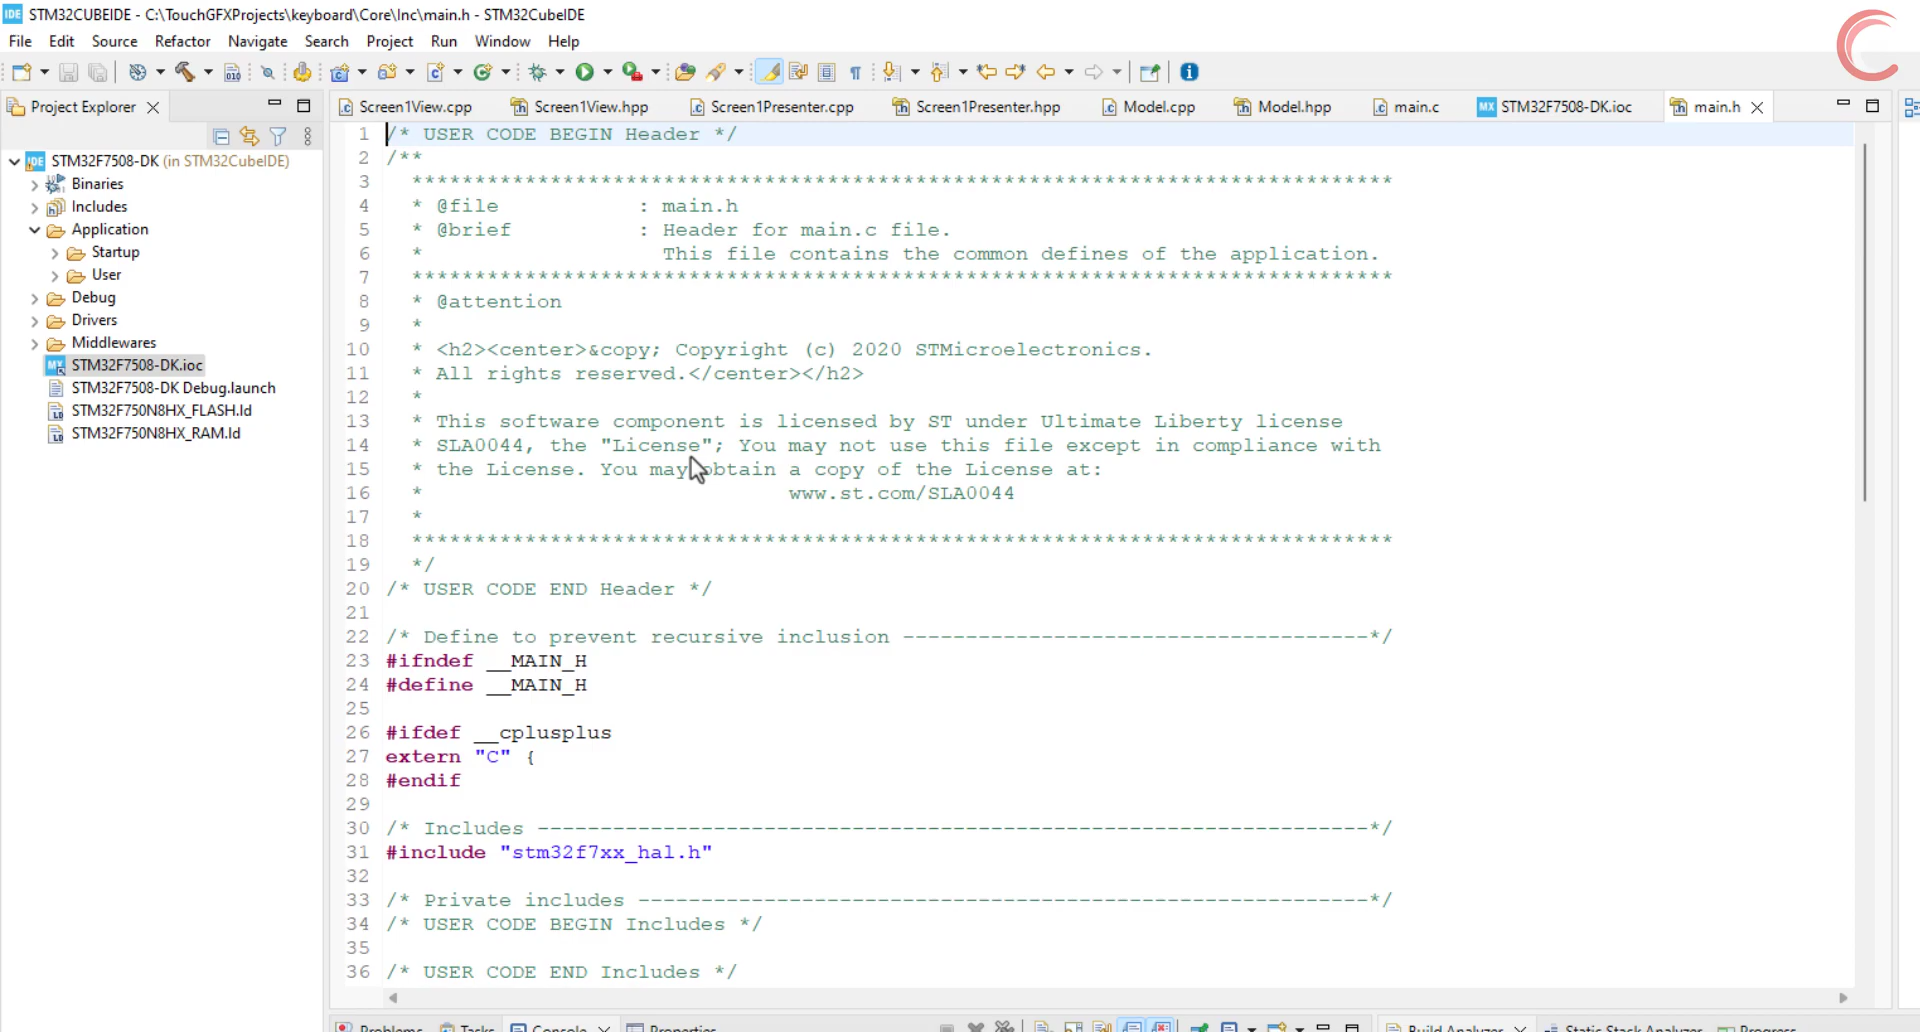 STM32CUBEIDE - C:\TouchGFXProjects\keyboard\Core\Inc\main.h - STM32CubeIDE
File Edit Source Refactor Navigate Search Project Run Window Help
Project Explorer
Screen1View.cpp Screen1View.hpp Screen1Presenter.cpp Screen1Presenter.hpp Model.cpp Model.hpp main.c STM32F7508-DK.ioc main.h
STM32F7508-DK (in STM32CubeIDE)
Binaries
Includes
Application
Startup
User
Debug
Drivers
Middlewares
STM32F7508-DK.ioc
STM32F7508-DK Debug.launch
STM32F750N8HX_FLASH.ld
STM32F750N8HX_RAM.ld
1 /* USER CODE BEGIN Header */
2 /**
3 ******************************************************************************
4 * @file : main.h
5 * @brief : Header for main.c file.
6 * This file contains the common defines of the application.
7 ******************************************************************************
8 * @attention
9 *
10 * <h2><center>&copy; Copyright (c) 2020 STMicroelectronics.
11 * All rights reserved.</center></h2>
12 *
13 * This software component is licensed by ST under Ultimate Liberty license
14 * SLA0044, the "License"; You may not use this file except in compliance with
15 * the License. You may obtain a copy of the License at:
16 * www.st.com/SLA0044
17 *
18 ******************************************************************************
19 */
20 /* USER CODE END Header */
21
22 /* Define to prevent recursive inclusion -------------------------------------*/
23 #ifndef __MAIN_H
24 #define __MAIN_H
25
26 #ifdef __cplusplus
27 extern "C" {
28 #endif
29
30 /* Includes ------------------------------------------------------------------*/
31 #include "stm32f7xx_hal.h"
32
33 /* Private includes ----------------------------------------------------------*/
34 /* USER CODE BEGIN Includes */
35
36 /* USER CODE END Includes */
Problems Tasks Console Properties Build Analyzer Static Stack Analyzer Progress